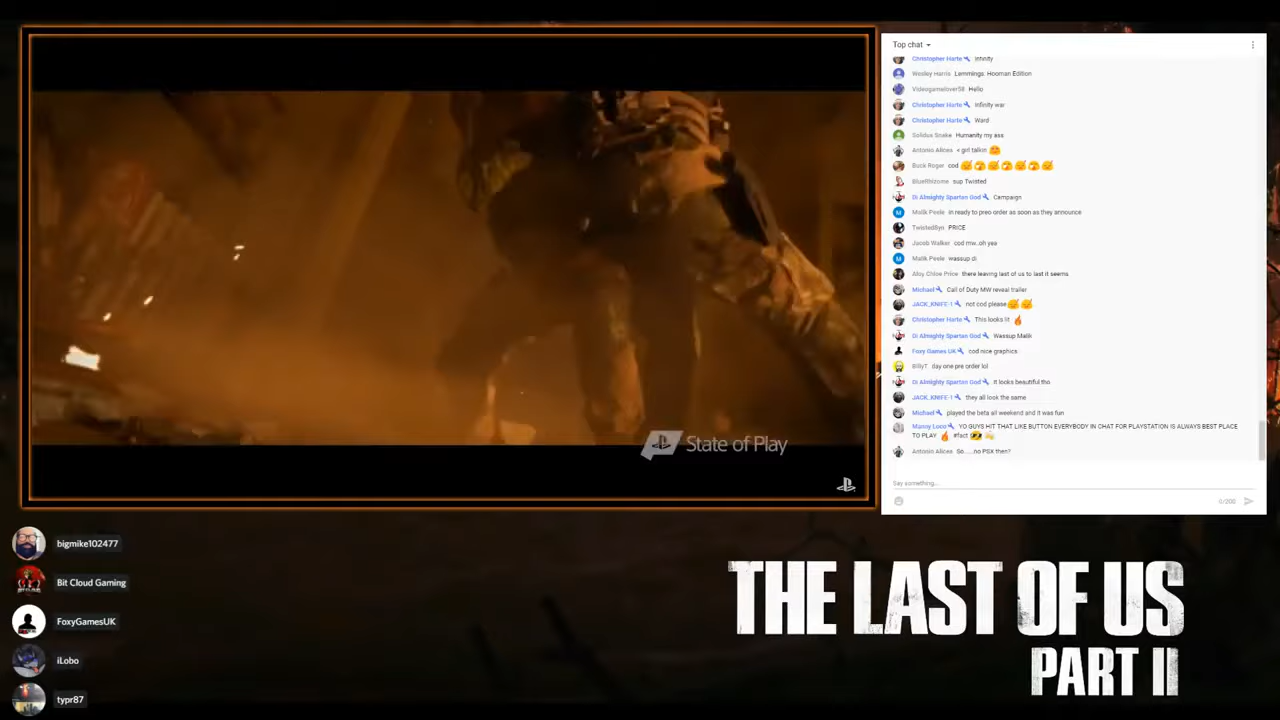 Top chat
Christopher Harte Infinity
Wesley Harris Lemmings: Hooman Edition
Videogamelover58 Hello
Christopher Harte Infinity war
Christopher Harte Ward
Solidus Snake Humanity my ass
Antonio Alicea < girl talkin
Buck Rogar cod
BlueRhizome sup Twisted
Di Almighty Spartan God Campaign
Malik Peele in ready to preo order as soon as they announce
TwistedSyn PRICE
Jacob Walker cod mw..oh yea
Malik Peele wassup di
Aloy Chloe Price there leaving last of us to last it seems
Michael Call of Duty MW reveal trailer
JACK_KNIFE-1 not cod please
Christopher Harte This looks lit
Di Almighty Spartan God Wassup Malik
Foxy Games UK cod nice graphics
BillyT day one pre order lol
Di Almighty Spartan God It looks beautiful tho
JACK_KNIFE-1 they all look the same
Michael played the beta all weekend and it was fun
Manny Loco YO GUYS HIT THAT LIKE BUTTON EVERYBODY IN CHAT FOR PLAYSTATION IS ALWAYS BEST PLACE
TO PLAY #fact
Antonio Alicea So......no PSX then?
Say something...
0/200
State of Play
bigmike102477
Bit Cloud Gaming
FoxyGamesUK
iLobo
typr87
THE LAST OF US
PART II